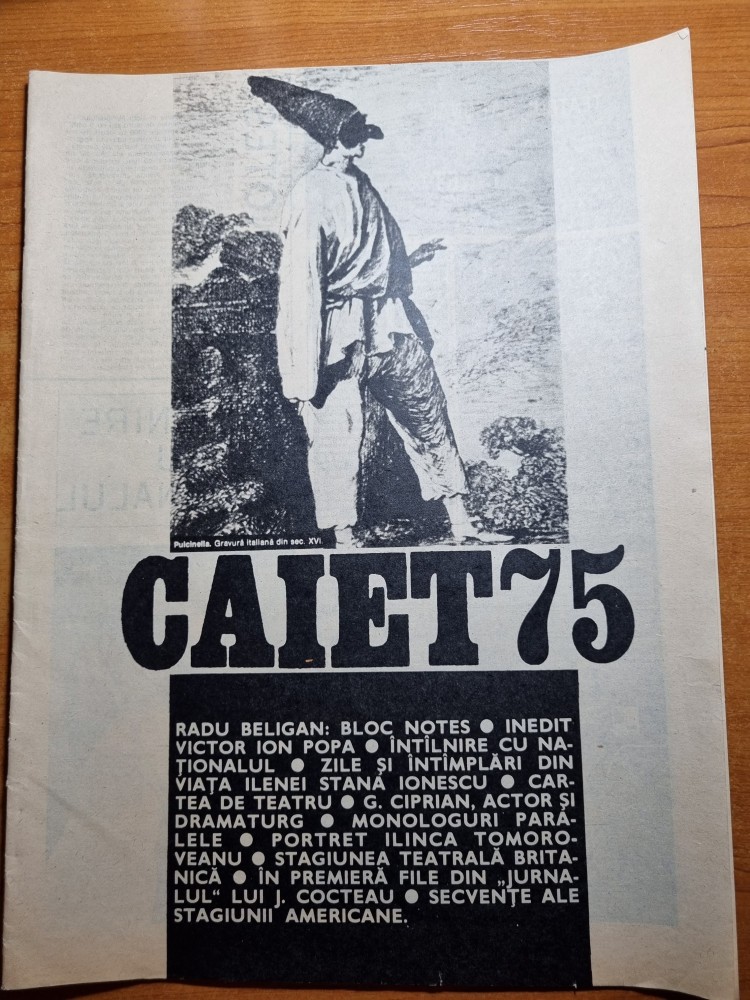 Pulcinella. Gravură italiană din sec. XVI.
CAIET 75
RADU BELIGAN: BLOC NOTES ● INEDIT
VICTOR ION POPA ● ÎNTÎLNIRE CU NA-
ȚIONALUL ● ZILE ȘI ÎNTÎMPLĂRI DIN
VIAȚA ILENEI STANA IONESCU ● CAR-
TEA DE TEATRU ● G. CIPRIAN, ACTOR ȘI
DRAMATURG ● MONOLOGURI PARA-
LELE ● PORTRET ILINCA TOMORO-
VEANU ● STAGIUNEA TEATRALĂ BRITA-
NICĂ ● ÎN PREMIERĂ FILE DIN „JURNA-
LUL“ LUI J. COCTEAU ● SECVENȚE ALE
STAGIUNII AMERICANE.